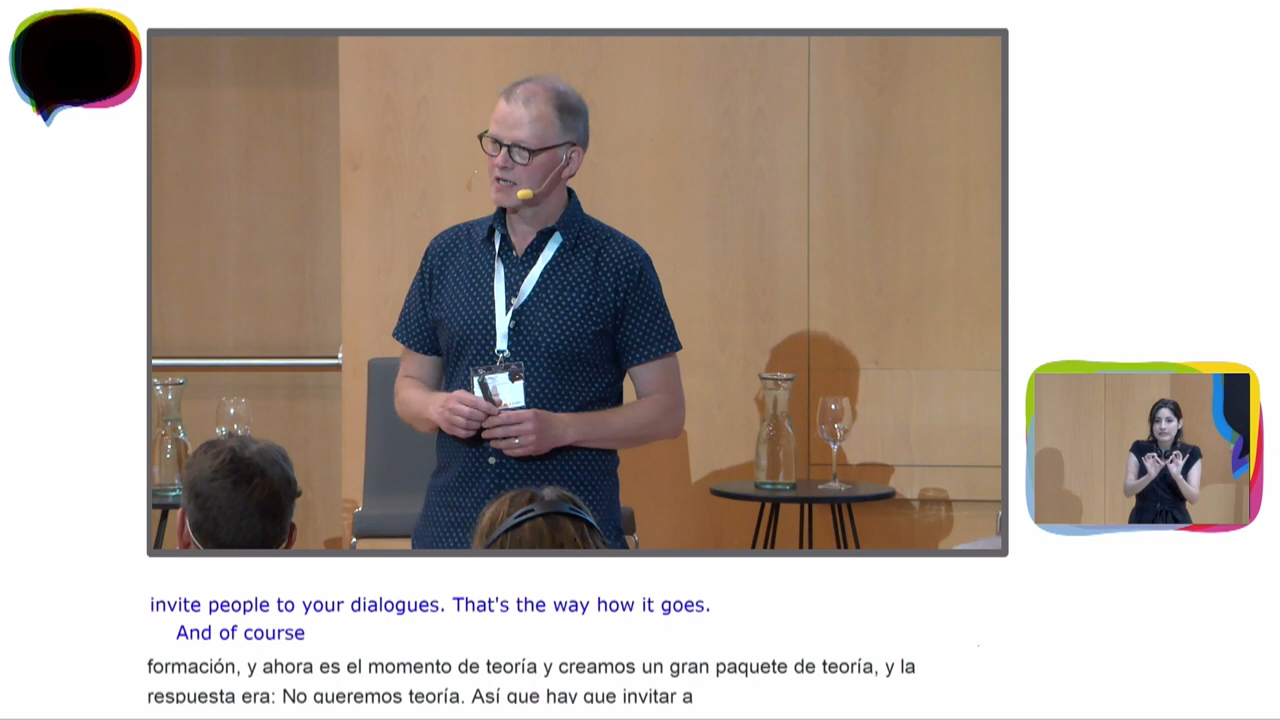 invite people to your dialogues. That's the way how it goes.
And of course
formación, y ahora es el momento de teoría y creamos un gran paquete de teoría, y la
respuesta era: No queremos teoría. Así que hay que invitar a